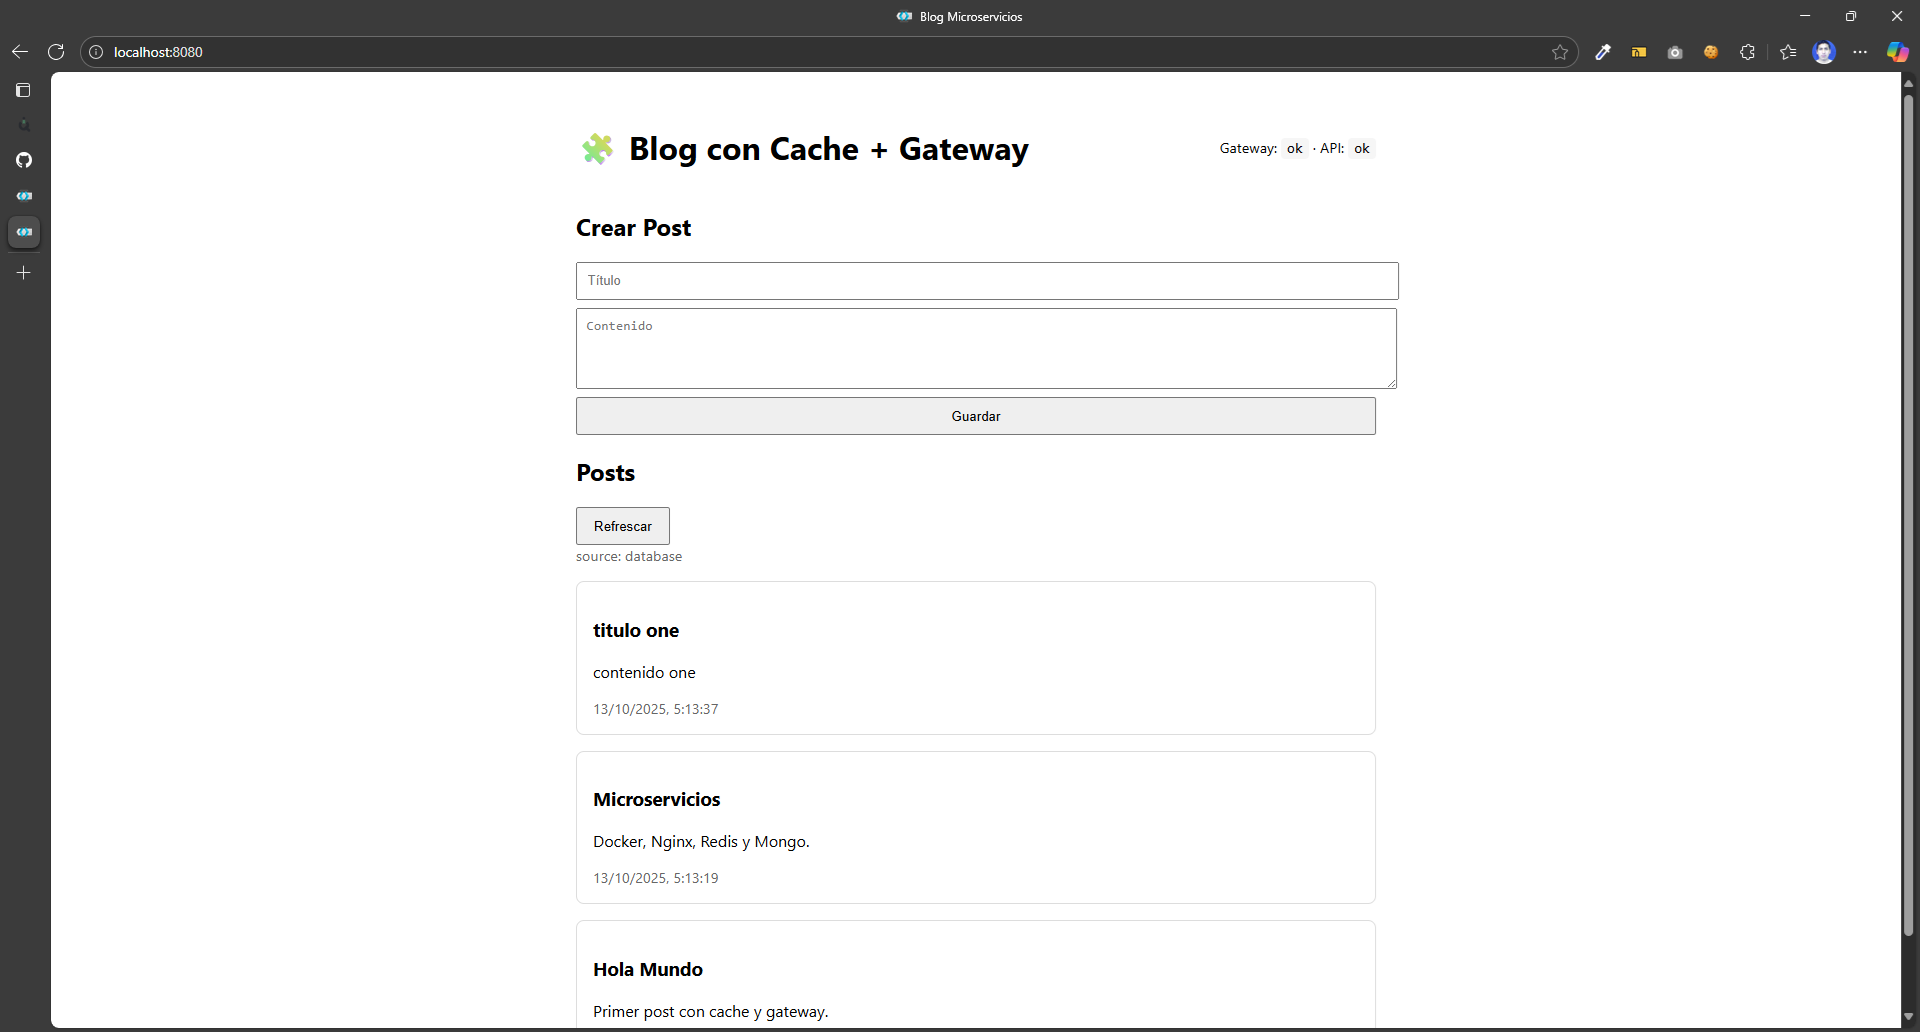 Blog Microservicios
localhost:8080
Blog con Cache + Gateway
Gateway: ok · API: ok
Crear Post
Título
Contenido
Guardar
Posts
Refrescar
source: database
titulo one
contenido one
13/10/2025, 5:13:37
Microservicios
Docker, Nginx, Redis y Mongo.
13/10/2025, 5:13:19
Hola Mundo
Primer post con cache y gateway.